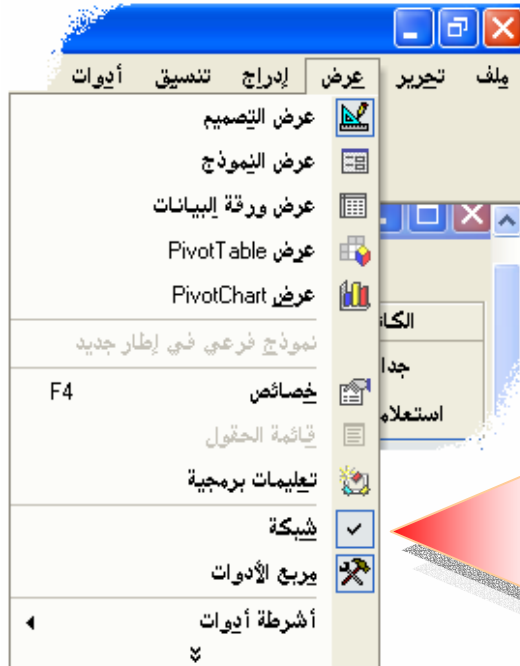 ملف تحرير عرض إدراج تنسيق أدوات
عرض التصميم
عرض النموذج
عرض ورقة البيانات
عرض PivotTable
عرض PivotChart
نموذج فرعي في إطار جديد
خصائص F4
قائمة الحقول
تعليمات برمجية
شبكة
مربع الأدوات
أشرطة أدوات
جدا